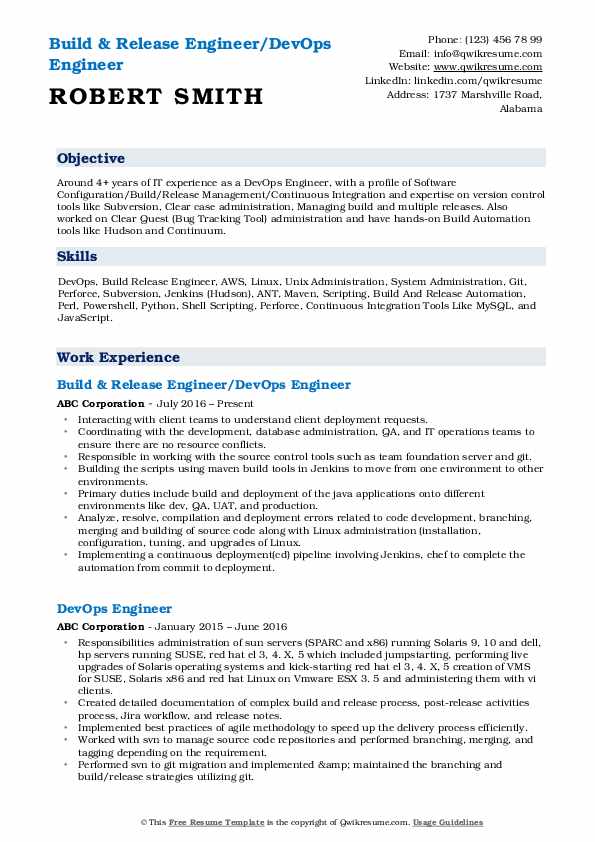 Build & Release Engineer/DevOps
Engineer
ROBERT SMITH
Phone: (123) 456 78 99
Email: info@qwikresume.com
Website: www.qwikresume.com
LinkedIn: linkedin.com/qwikresume
Address: 1737 Marshville Road,
Alabama
Objective
Around 4+ years of IT experience as a DevOps Engineer, with a profile of Software
Configuration/Build/Release Management/Continuous Integration and expertise on version control
tools like Subversion, Clear case administration, Managing build and multiple releases. Also
worked on Clear Quest (Bug Tracking Tool) administration and have hands-on Build Automation
tools like Hudson and Continuum.
Skills
DevOps, Build Release Engineer, AWS, Linux, Unix Administration, System Administration, Git,
Perforce, Subversion, Jenkins (Hudson), ANT, Maven, Scripting, Build And Release Automation,
Perl, Powershell, Python, Shell Scripting, Perforce, Continuous Integration Tools Like MySQL, and
JavaScript.
Work Experience
Build & Release Engineer/DevOps Engineer
ABC Corporation - July 2016 – Present
• Interacting with client teams to understand client deployment requests.
• Coordinating with the development, database administration, QA, and IT operations teams to
ensure there are no resource conflicts.
• Responsible in working with the source control tools such as team foundation server and git.
• Building the scripts using maven build tools in Jenkins to move from one environment to other
environments.
• Primary duties include build and deployment of the java applications onto different
environments like dev, QA, UAT, and production.
• Analyze, resolve, compilation and deployment errors related to code development, branching,
merging and building of source code along with Linux administration (installation,
configuration, tuning, and upgrades of Linux.
• Implementing a continuous deployment(cd) pipeline involving Jenkins, chef to complete the
automation from commit to deployment.
DevOps Engineer
ABC Corporation - January 2015 – June 2016
• Responsibilities administration of sun servers (SPARC and x86) running Solaris 9, 10 and dell,
hp servers running SUSE, red hat el 3, 4. X, 5 which included jumpstarting, performing live
upgrades of Solaris operating systems and kick-starting red hat el 3, 4. X, 5 creation of VMS
for SUSE, Solaris x86 and red hat Linux on Vmware ESX 3. 5 and administering them with vi
clients.
• Created detailed documentation of complex build and release process, post-release activities
process, Jira workflow, and release notes.
• Implemented best practices of agile methodology to speed up the delivery process efficiently.
• Worked with svn to manage source code repositories and performed branching, merging, and
tagging depending on the requirement.
• Performed svn to git migration and implemented &amp; maintained the branching and
build/release strategies utilizing git.
© This Free Resume Template is the copyright of Qwikresume.com. Usage Guidelines